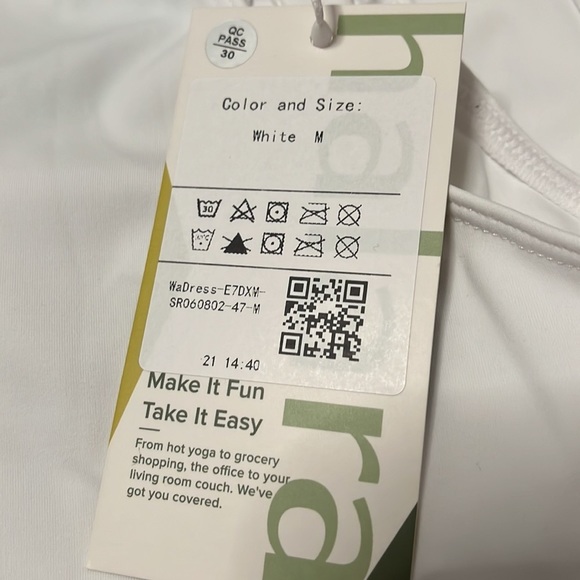 QC
PASS
30
Color and Size:
White M
30
WaDress-E7DXM-
SR060802-47-M
21 14:40
Make It Fun
Take It Easy
From hot yoga to grocery
shopping, the office to your
living room couch. We've
got you covered.
ra